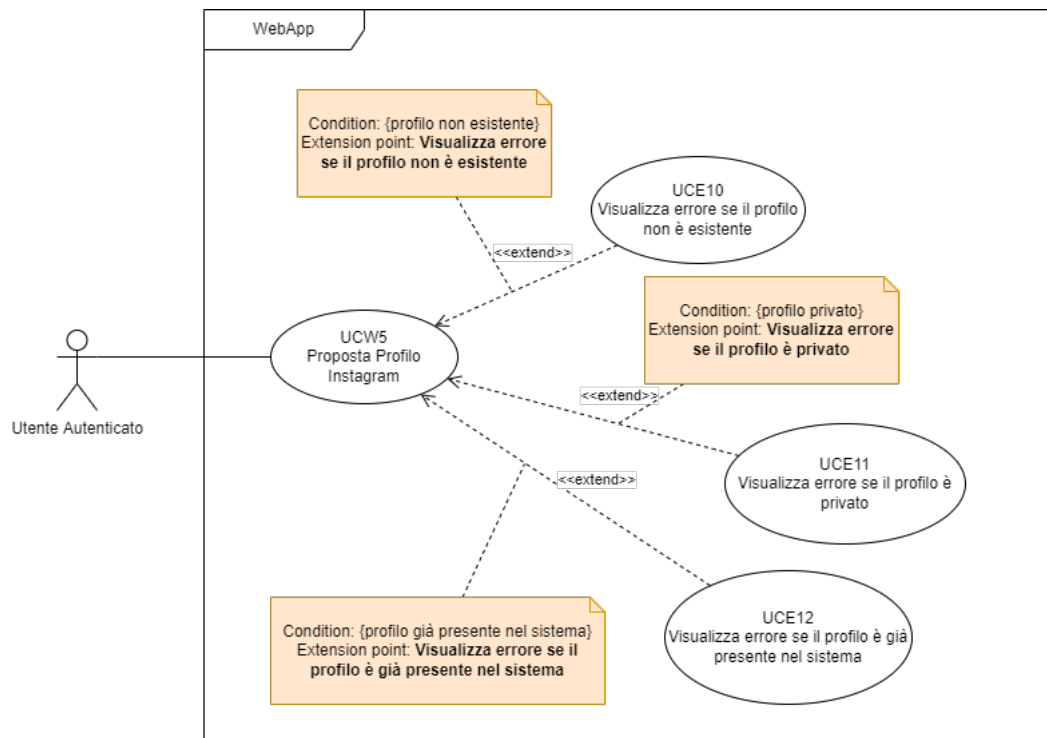 WebApp
Condition: {profilo non esistente}
Extension point: Visualizza errore
se il profilo non è esistente
UCE10
Visualizza errore se il profilo
non è esistente
<<extend>>
Condition: {profilo privato}
Extension point: Visualizza errore
se il profilo è privato
UCW5
Proposta Profilo
Instagram
<<extend>>
Utente Autenticato
UCE11
Visualizza errore se il profilo è
privato
<<extend>>
Condition: {profilo già presente nel sistema}
Extension point: Visualizza errore se il
profilo è già presente nel sistema
UCE12
Visualizza errore se il profilo è già
presente nel sistema